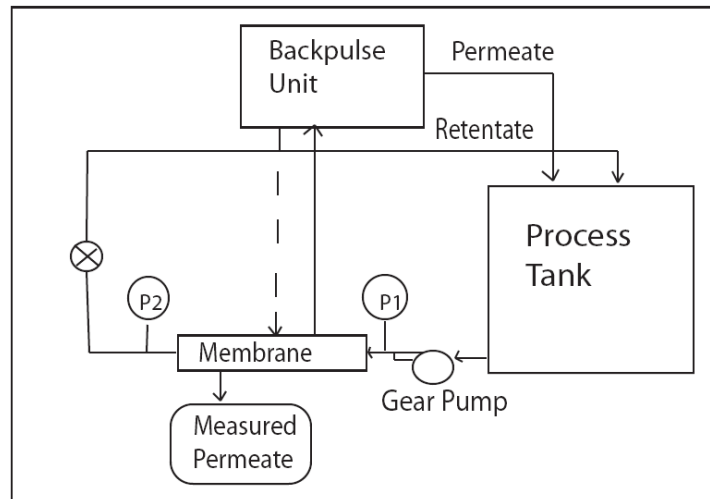 Backpulse
Unit
Permeate
Retentate
Process
Tank
P2
P1
Membrane
Gear Pump
Measured
Permeate